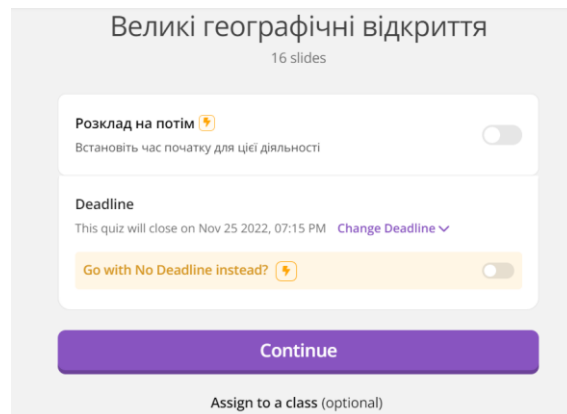 Великі географічні відкриття
16 slides
Розклад на потім
Встановіть час початку для цієї діяльності
Deadline
This quiz will close on Nov 25 2022, 07:15 PM Change Deadline
Go with No Deadline instead?
Continue
Assign to a class (optional)